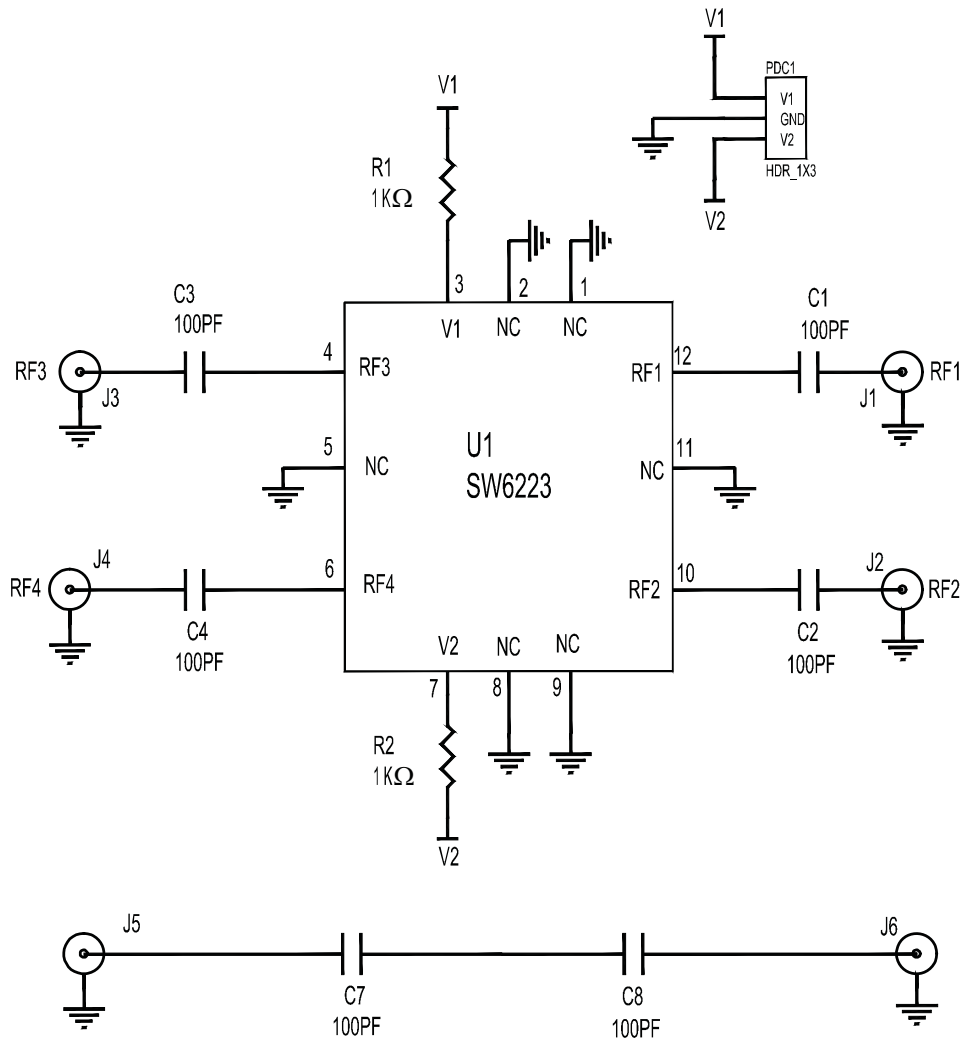 V1
PDC1
V1
GND
V2
HDR_1X3
V2
V1
R1
1KΩ
3
2
1
V1
NC
NC
C3
100PF
C1
100PF
RF3
J3
4
RF3
RF1
12
J1
RF1
5
NC
U1
SW6223
NC
11
RF4
J4
6
RF4
RF2
10
J2
RF2
C4
100PF
C2
100PF
V2
NC
NC
7
8
9
R2
1KΩ
V2
J5
J6
C7
100PF
C8
100PF